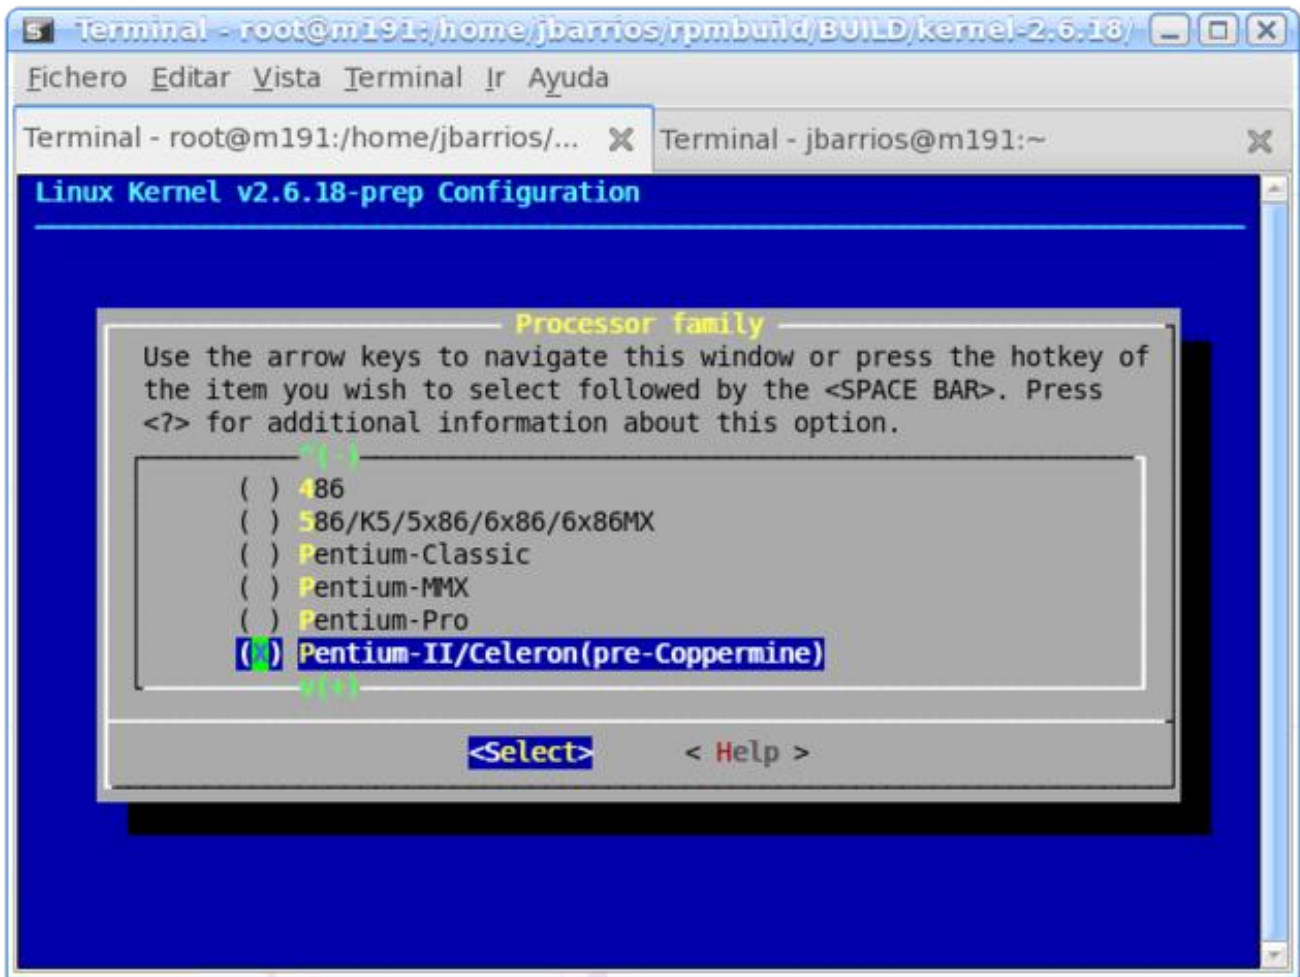 Terminal - root@m191:/home/jbarrios/rpmbuild/BUILD/kernel-2.6.18/
Fichero Editar Vista Terminal Ir Ayuda
Terminal - root@m191:/home/jbarrios/... Terminal - jbarrios@m191:~
Linux Kernel v2.6.18-prep Configuration
Processor family
Use the arrow keys to navigate this window or press the hotkey of
the item you wish to select followed by the <SPACE BAR>. Press
<?> for additional information about this option.
^(-)
( ) 486
( ) 586/K5/5x86/6x86/6x86MX
( ) Pentium-Classic
( ) Pentium-MMX
( ) Pentium-Pro
(X) Pentium-II/Celeron(pre-Coppermine)
v(+)
<Select> < Help >